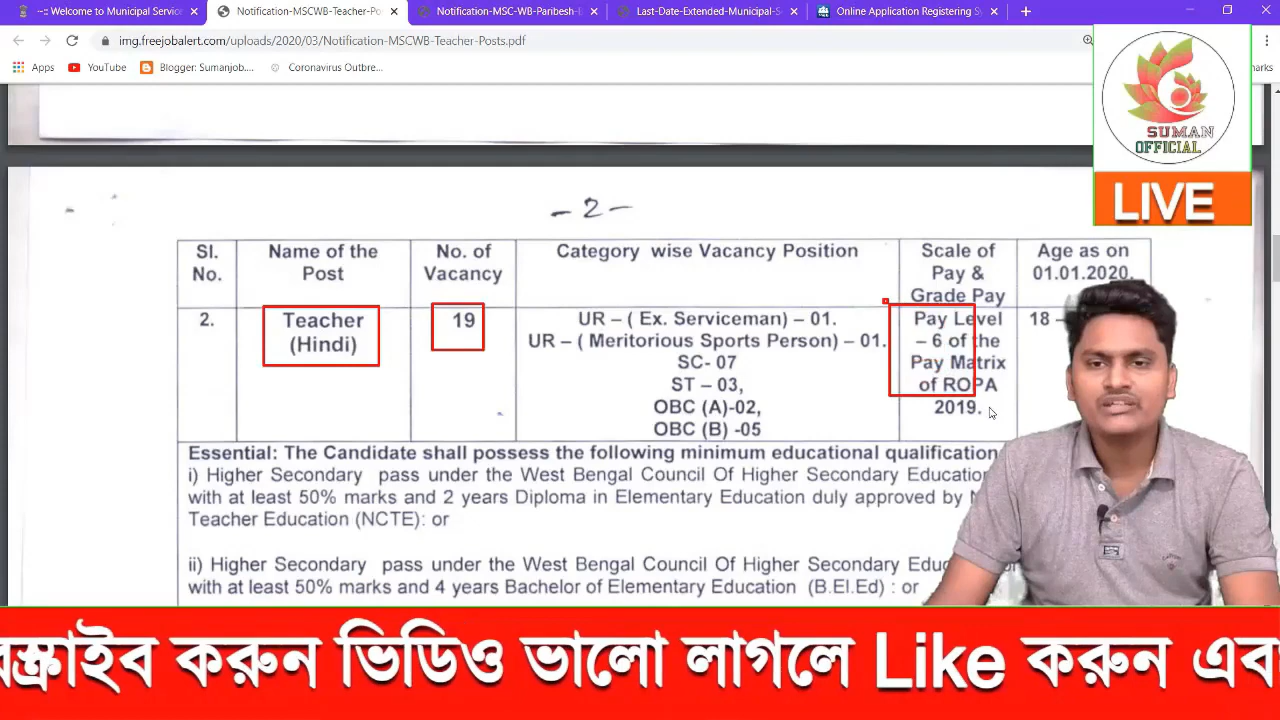 -:: Welcome to Municipal Servic
Notification-MSCWB-Teacher-Po
Notification-MSC-WB-Paribesh-
Last-Date-Extended-Municipal-S
Online Application Registering Sy
img.freejobalert.com/uploads/2020/03/Notification-MSCWB-Teacher-Posts.pdf
Apps YouTube Blogger: Sumanjob.... Coronavirus Outbre...
SUMAN
OFFICIAL
LIVE
- 2 -
Sl. No.
Name of the Post
No. of Vacancy
Category wise Vacancy Position
Scale of Pay & Grade Pay
Age as on 01.01.2020.
2.
Teacher
(Hindi)
19
UR – ( Ex. Serviceman) – 01.
UR – ( Meritorious Sports Person) – 01.
SC- 07
ST – 03,
OBC (A)-02,
OBC (B) -05
Pay Level
– 6 of the
Pay Matrix
of ROPA
2019.
18 –
Essential: The Candidate shall possess the following minimum educational qualification
i) Higher Secondary pass under the West Bengal Council Of Higher Secondary Education
with at least 50% marks and 2 years Diploma in Elementary Education duly approved by
Teacher Education (NCTE): or
ii) Higher Secondary pass under the West Bengal Council Of Higher Secondary Edu
with at least 50% marks and 4 years Bachelor of Elementary Education (B.El.Ed) : or
করুন ভিডিও ভালো লাগলে Like করুন এব